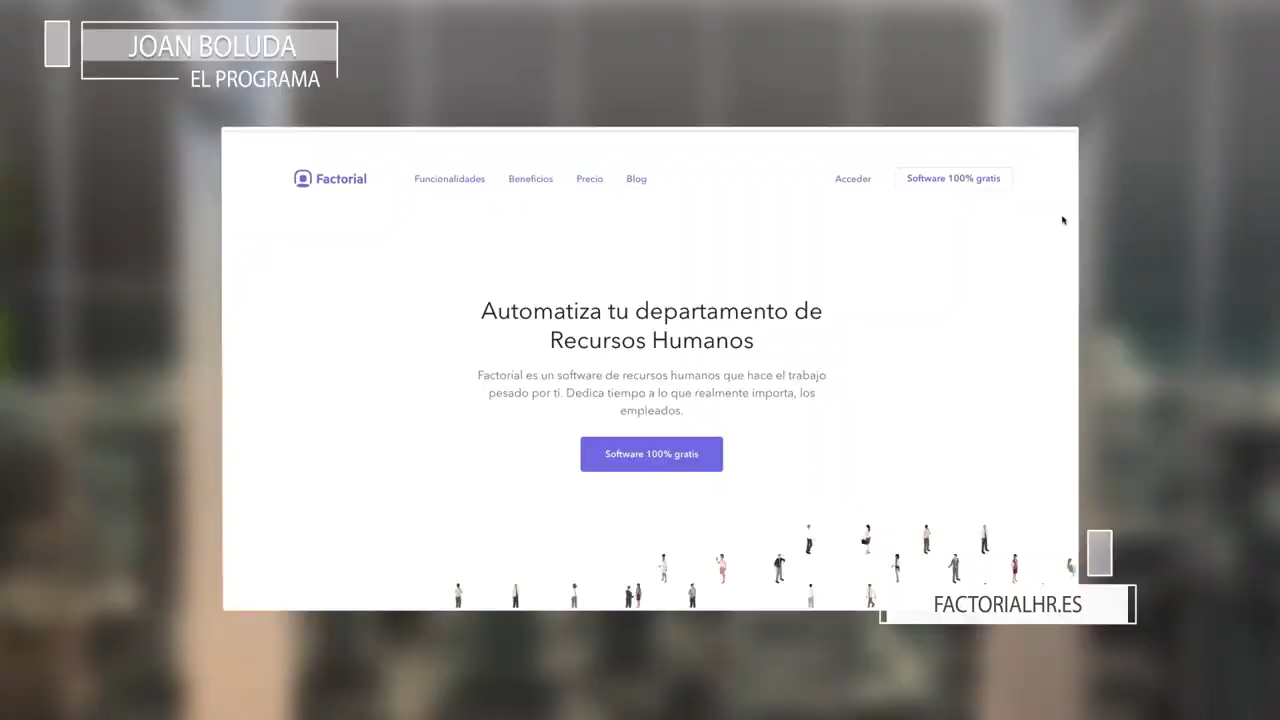 JOAN BOLUDA
EL PROGRAMA
Factorial
Funcionalidades
Beneficios
Precio
Blog
Acceder
Software 100% gratis
Automatiza tu departamento de
Recursos Humanos
Factorial es un software de recursos humanos que hace el trabajo
pesado por ti. Dedica tiempo a lo que realmente importa, los
empleados.
Software 100% gratis
FACTORIALHR.ES